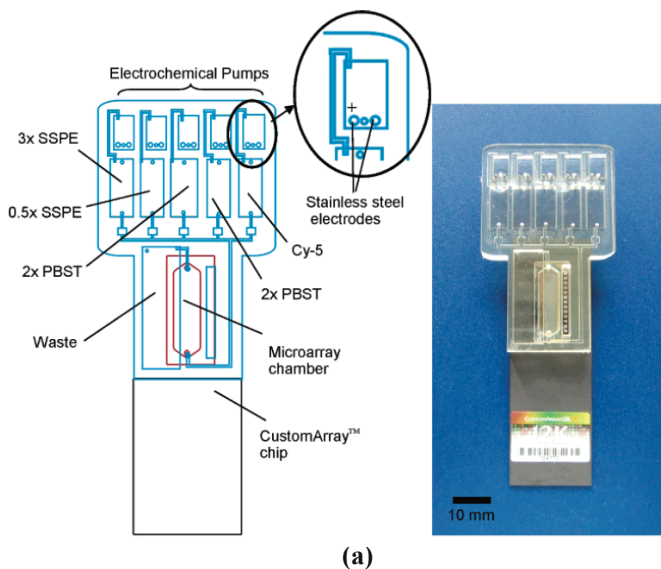 Electrochemical Pumps
3x SSPE
0.5x SSPE
2x PBST
Waste
+
Stainless steel
electrodes
Cy-5
2x PBST
Microarray
chamber
CustomArray™
chip
12K
10 mm
(a)